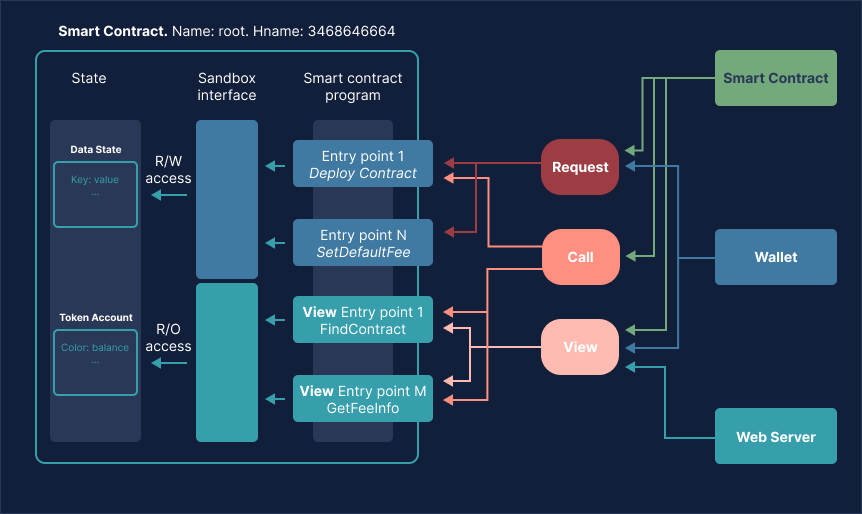 Smart Contract. Name: root. Hname: 3468646664
State
Sandbox
interface
Smart contract
program
Data State
Key: value
...
R/W
access
Token Account
Color: balance
...
R/O
access
Entry point 1
Deploy Contract
Entry point N
SetDefaultFee
View Entry point 1
FindContract
View Entry point M
GetFeeInfo
Request
Call
View
Smart Contract
Wallet
Web Server